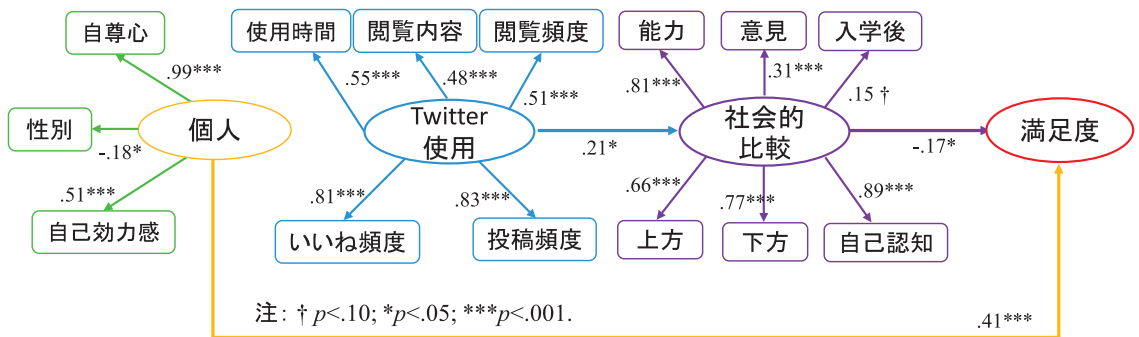 自尊心
使用時間
閲覧内容
閲覧頻度
能力
意見
入学後
.99***
.55***
.48***
.51***
.81***
.31***
.15 †
性別
個人
Twitter
使用
社会的
比較
満足度
-.18*
.21*
-.17*
.51***
.81***
.83***
.66***
.77***
.89***
自己効力感
いいね頻度
投稿頻度
上方
下方
自己認知
注: † p<.10; *p<.05; ***p<.001.
.41***